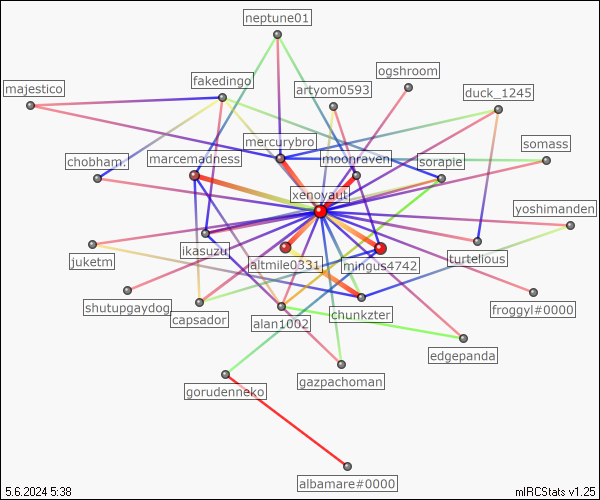 neptune01
ogshroom
fakedingo
majestico
artyom0593
duck_1245
mercurybro
marcemadness
moonraven
sorapie
somass
chobham.
xenoyaut
yoshimanden
ikasuzu
juketm
altmile0331
mingus4742
turtelious
shutupgaydog
capsador
alan1002
chunkzter
froggyl#0000
edgepanda
gazpachoman
gorudenneko
albamare#0000
5.6.2024 5:38
mIRCStats v1.25